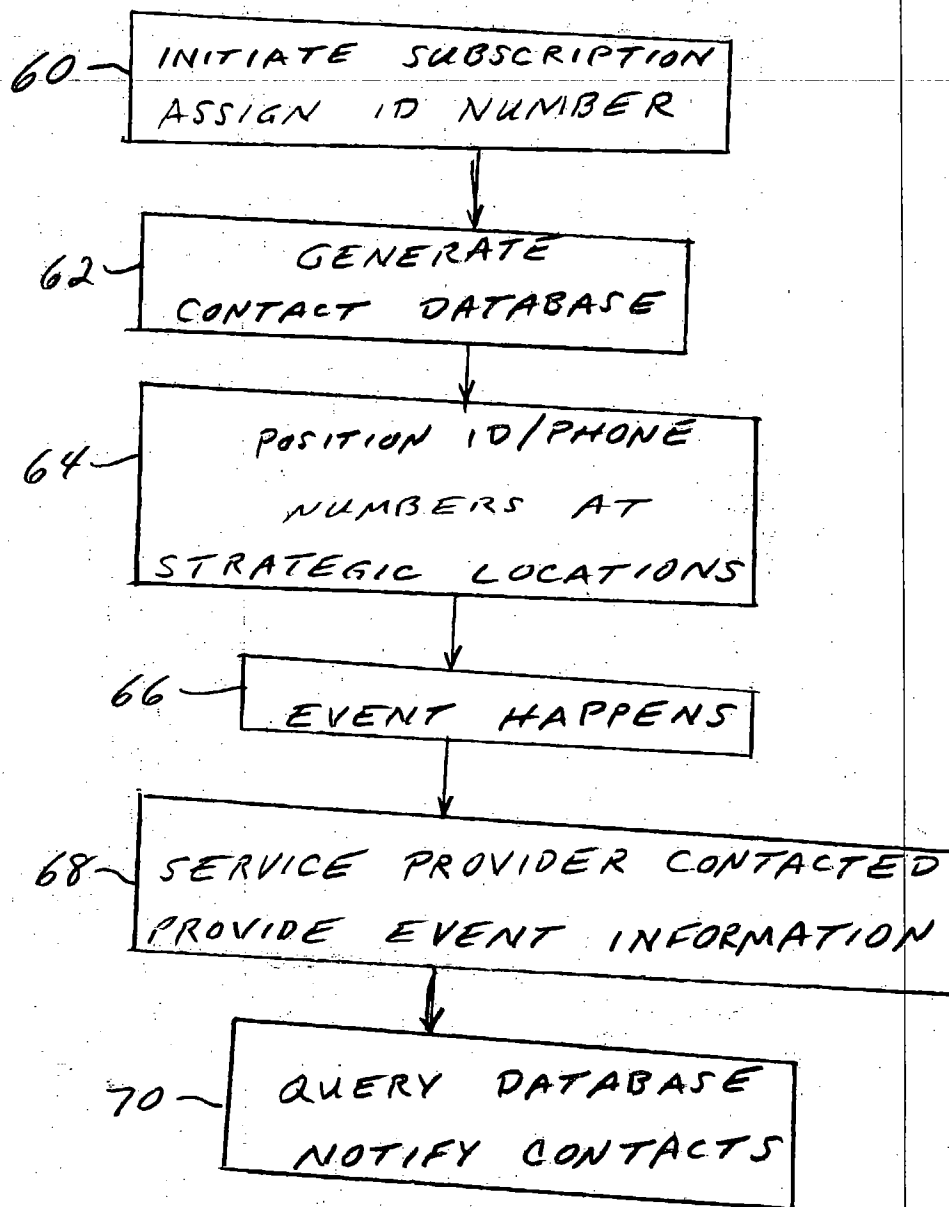 60
INITIATE SUBSCRIPTION
ASSIGN ID NUMBER
62
GENERATE
CONTACT DATABASE
64
POSITION ID/PHONE
NUMBERS AT
STRATEGIC LOCATIONS
66
EVENT HAPPENS
68
SERVICE PROVIDER CONTACTED
PROVIDE EVENT INFORMATION
70
QUERY DATABASE
NOTIFY CONTACTS